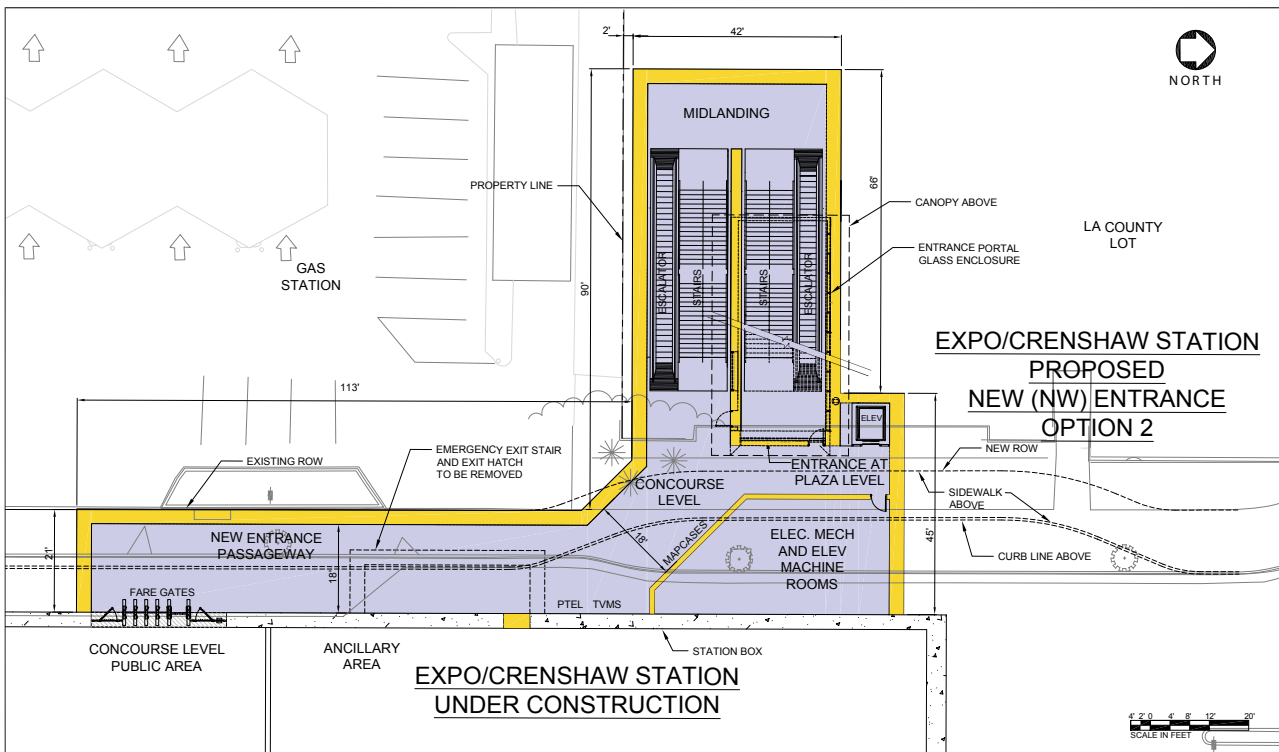 2'
42'
NORTH
MIDLANDING
PROPERTY LINE
66'
CANOPY ABOVE
LA COUNTY
LOT
ENTRANCE PORTAL
GLASS ENCLOSURE
GAS
STATION
90'
ESCALATOR
STAIRS
STAIRS
ESCALATOR
EXPO/CRENSHAW STATION
PROPOSED
NEW (NW) ENTRANCE
OPTION 2
113'
ELEV
EMERGENCY EXIT STAIR
AND EXIT HATCH
TO BE REMOVED
EXISTING ROW
NEW ROW
ENTRANCE AT
PLAZA LEVEL
CONCOURSE
LEVEL
SIDEWALK
ABOVE
NEW ENTRANCE
PASSAGEWAY
21'
18'
18'
MAPCASES
ELEC. MECH
AND ELEV
MACHINE
ROOMS
45'
CURB LINE ABOVE
FARE GATES
PTEL TVMS
CONCOURSE LEVEL
PUBLIC AREA
ANCILLARY
AREA
STATION BOX
EXPO/CRENSHAW STATION
UNDER CONSTRUCTION
4' 2' 0 4' 8' 12' 20'
SCALE IN FEET